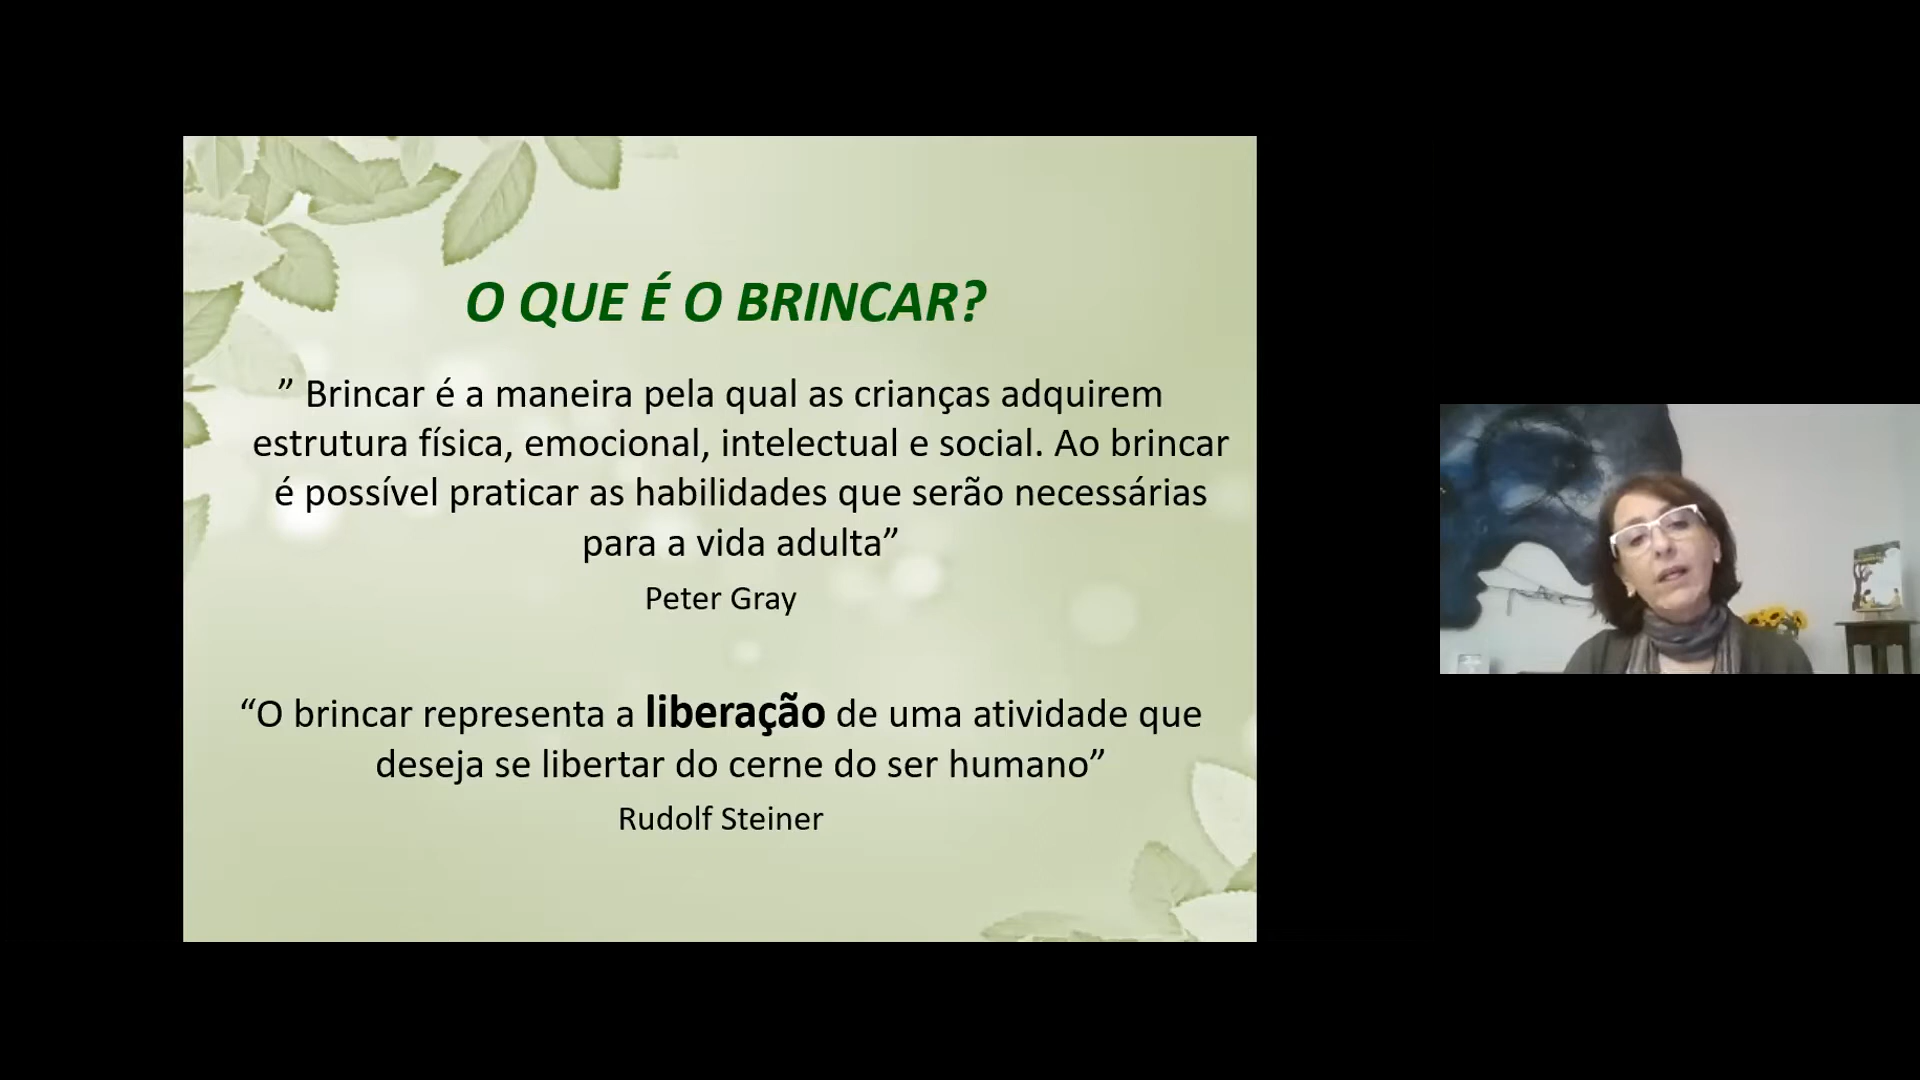 O QUE É O BRINCAR?
” Brincar é a maneira pela qual as crianças adquirem
estrutura física, emocional, intelectual e social. Ao brincar
é possível praticar as habilidades que serão necessárias
para a vida adulta”
Peter Gray
“O brincar representa a liberação de uma atividade que
deseja se libertar do cerne do ser humano”
Rudolf Steiner